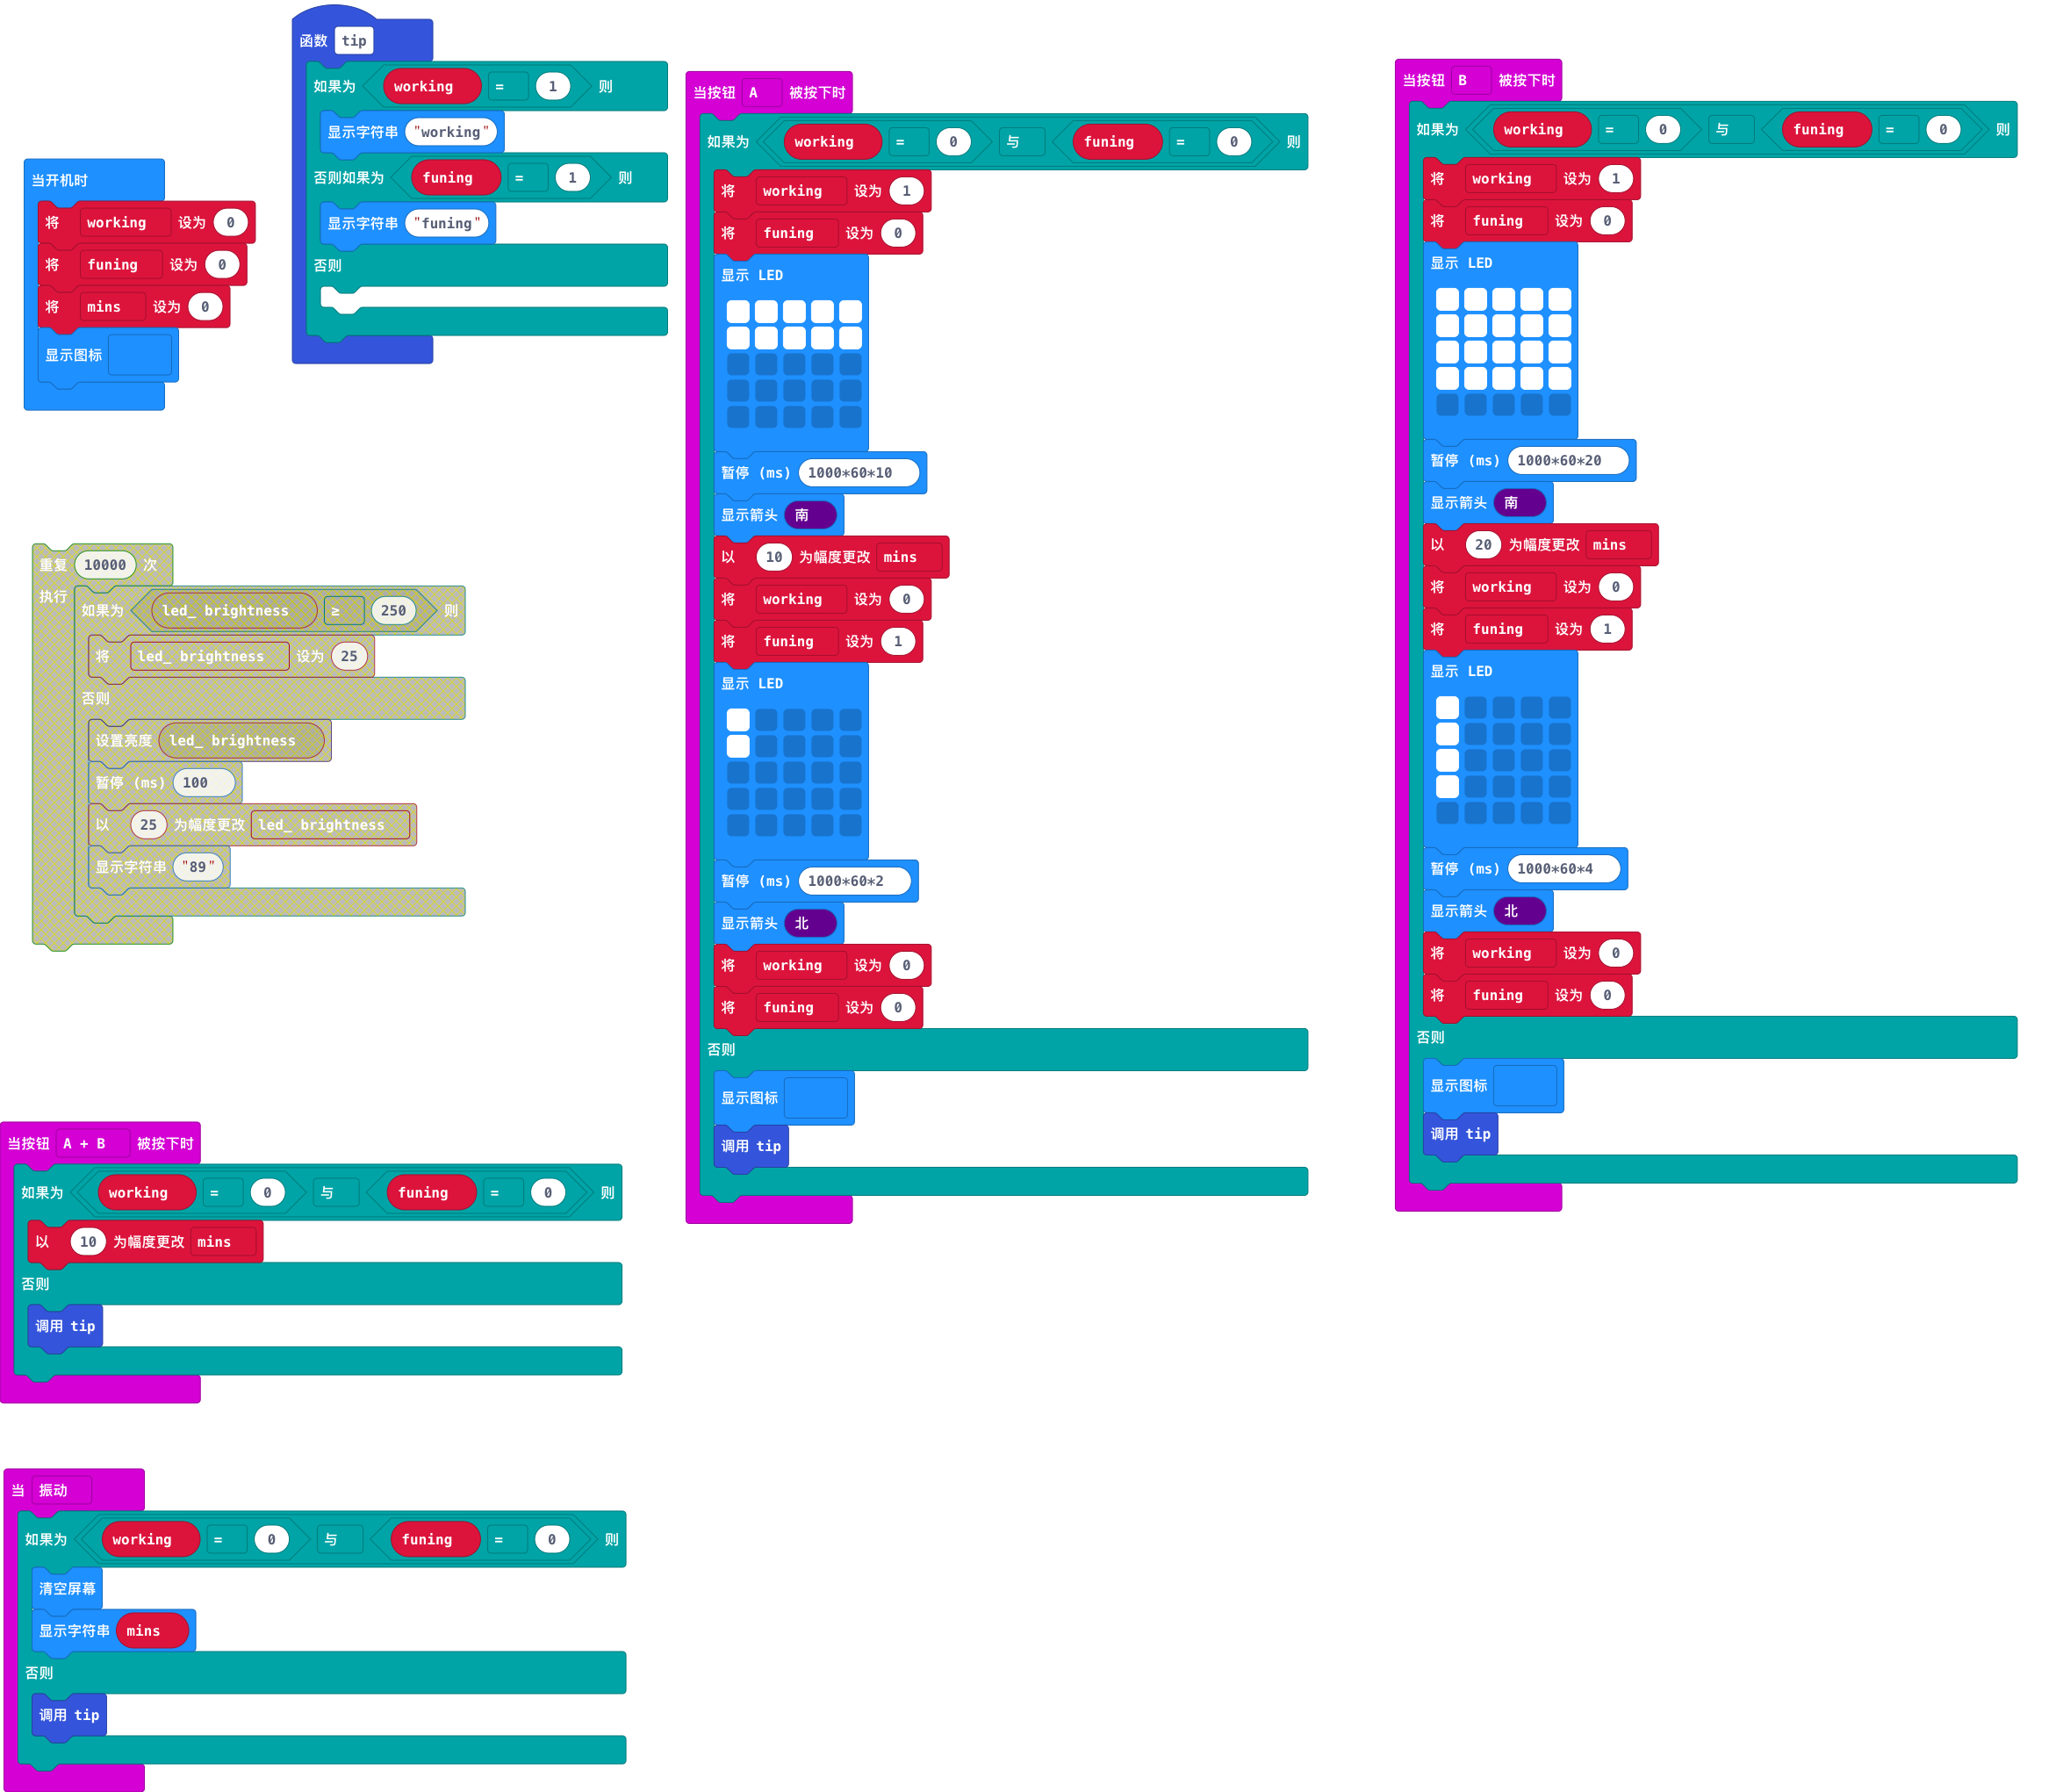 当开机时
将 working 设为 0
将 funing 设为 0
将 mins 设为 0
显示图标
函数 tip
如果为 working = 1 则
显示字符串 "working"
否则如果为 funing = 1 则
显示字符串 "funing"
否则
重复 10000 次
执行
如果为 led_ brightness ≥ 250 则
将 led_ brightness 设为 25
否则
设置亮度 led_ brightness
暂停 (ms) 100
以 25 为幅度更改 led_ brightness
显示字符串 "89"
当按钮 A + B 被按下时
如果为 working = 0 与 funing = 0 则
以 10 为幅度更改 mins
否则
调用 tip
当 振动
如果为 working = 0 与 funing = 0 则
清空屏幕
显示字符串 mins
否则
调用 tip
当按钮 A 被按下时
如果为 working = 0 与 funing = 0 则
将 working 设为 1
将 funing 设为 0
显示 LED
暂停 (ms) 1000*60*10
显示箭头 南
以 10 为幅度更改 mins
将 working 设为 0
将 funing 设为 1
显示 LED
暂停 (ms) 1000*60*2
显示箭头 北
将 working 设为 0
将 funing 设为 0
否则
显示图标
调用 tip
当按钮 B 被按下时
如果为 working = 0 与 funing = 0 则
将 working 设为 1
将 funing 设为 0
显示 LED
暂停 (ms) 1000*60*20
显示箭头 南
以 20 为幅度更改 mins
将 working 设为 0
将 funing 设为 1
显示 LED
暂停 (ms) 1000*60*4
显示箭头 北
将 working 设为 0
将 funing 设为 0
否则
显示图标
调用 tip